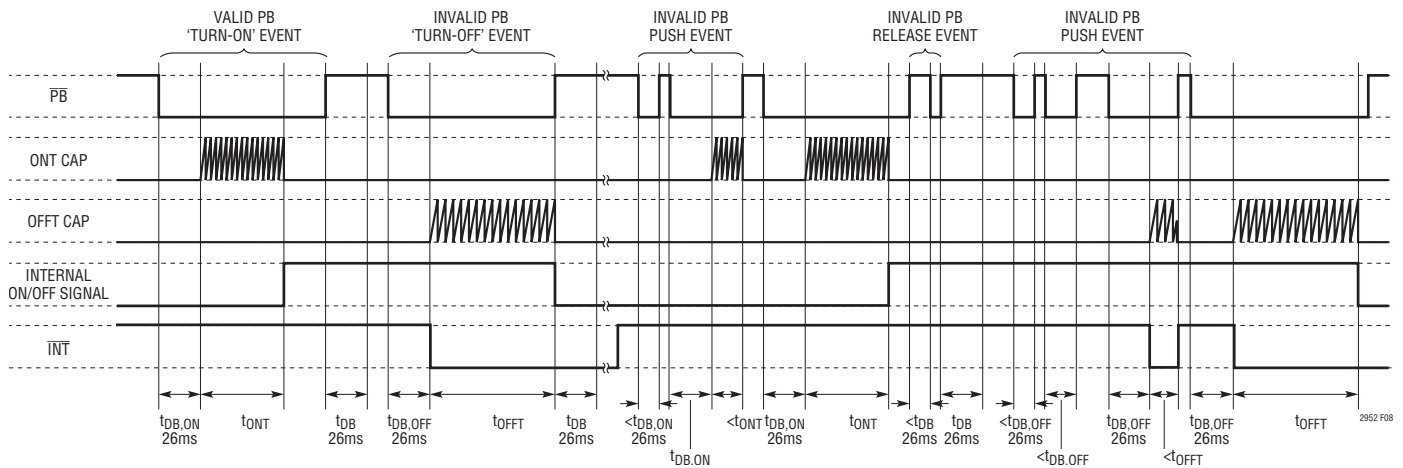 VALID PB
‘TURN-ON’ EVENT
INVALID PB
‘TURN-OFF’ EVENT
INVALID PB
PUSH EVENT
INVALID PB
RELEASE EVENT
INVALID PB
PUSH EVENT
PB
ONT CAP
OFFT CAP
INTERNAL
ON/OFF SIGNAL
INT
tDB,ON
26ms
tONT
tDB
26ms
tDB,OFF
26ms
tOFFT
tDB
26ms
<tDB,ON
26ms
tDB,ON
<tONT
tDB,ON
26ms
tONT
<tDB
26ms
tDB
26ms
<tDB,OFF
26ms
<tDB,OFF
tDB,OFF
26ms
<tOFFT
tDB,OFF
26ms
tOFFT
2952 F08